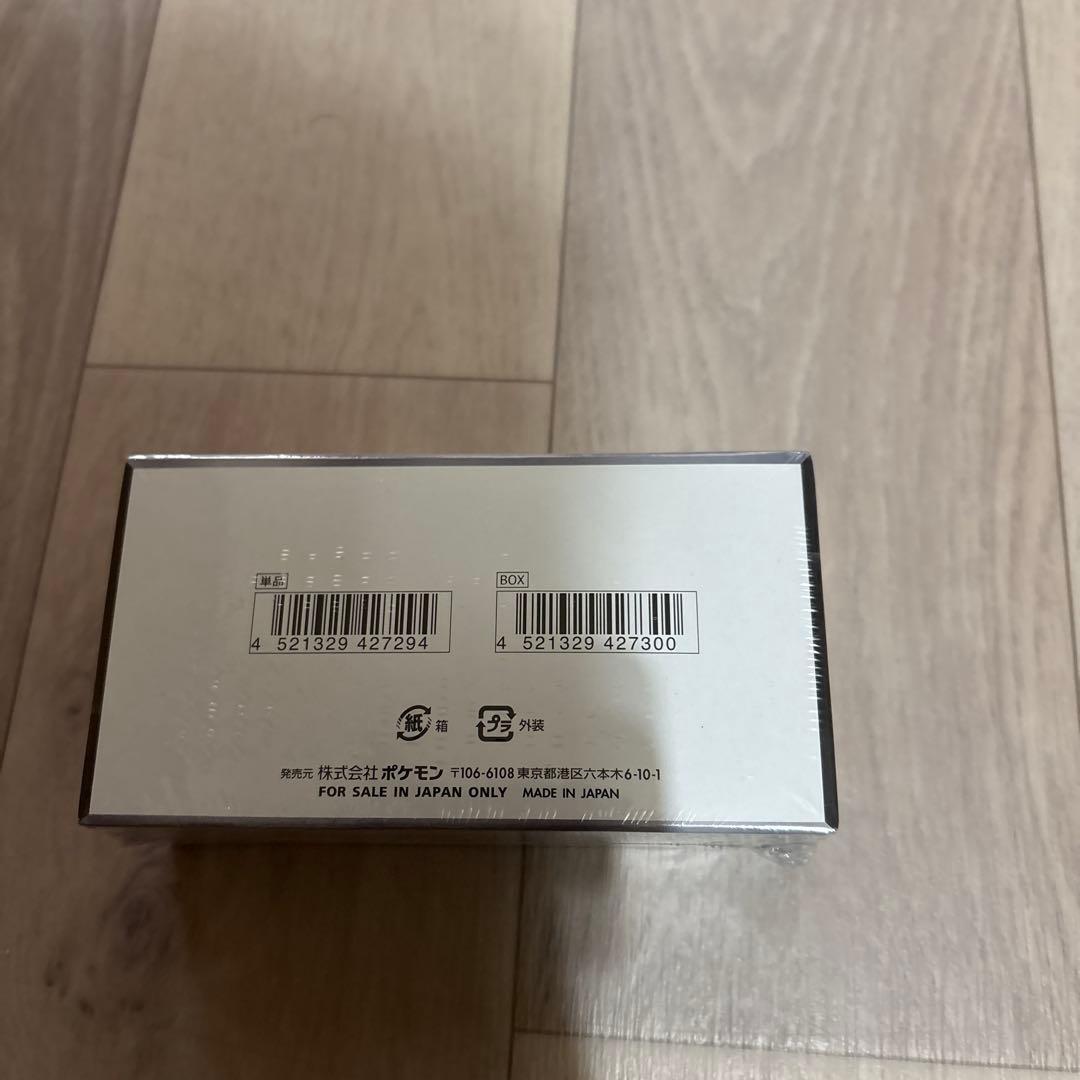 単品
4 521329 427294
BOX
4 521329 427300
紙 箱
プラ 外装
発売元 株式会社 ポケモン 〒106-6108 東京都港区六本木6-10-1
FOR SALE IN JAPAN ONLY MADE IN JAPAN